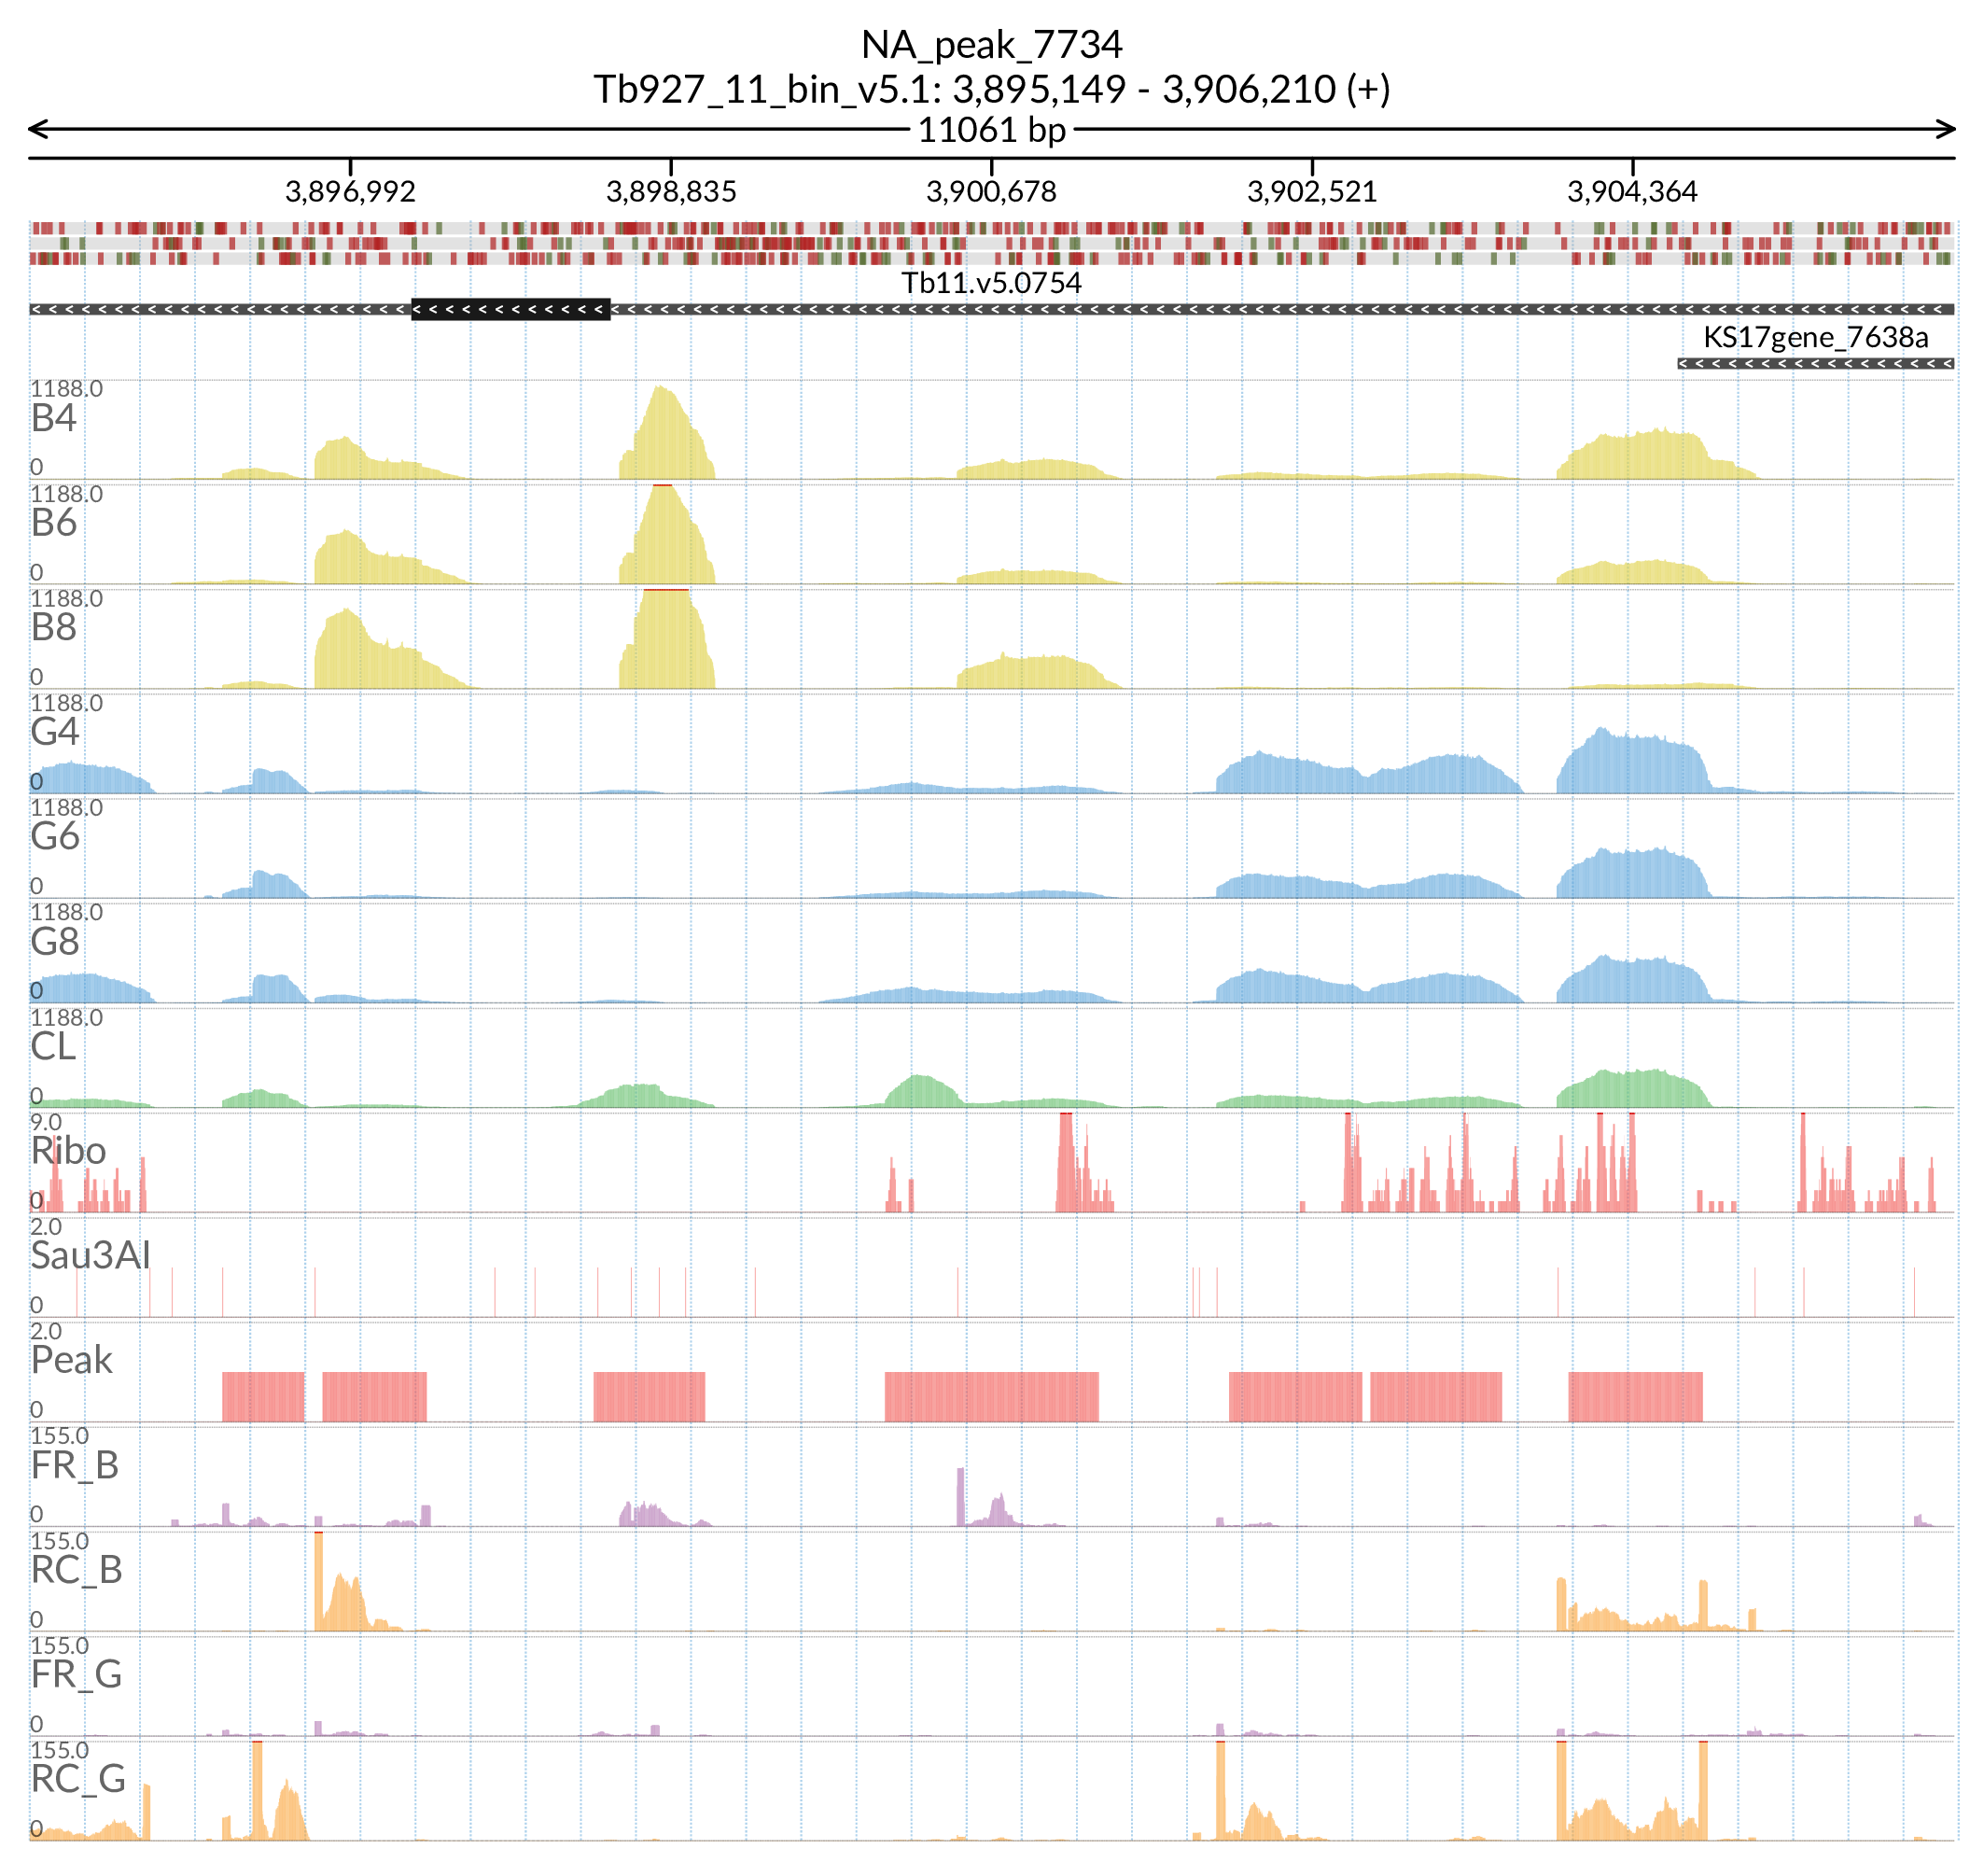 NA_peak_7734
Tb927_11_bin_v5.1: 3,895,149 - 3,906,210 (+)
11061 bp
3,896,992 3,898,835 3,900,678 3,902,521 3,904,364
Tb11.v5.0754
KS17gene_7638a
1188.0
B4
0
1188.0
B6
0
1188.0
B8
0
1188.0
G4
0
1188.0
G6
0
1188.0
G8
0
1188.0
CL
0
9.0
Ribo
0
2.0
Sau3AI
0
2.0
Peak
0
155.0
FR_B
0
155.0
RC_B
0
155.0
FR_G
0
155.0
RC_G
0